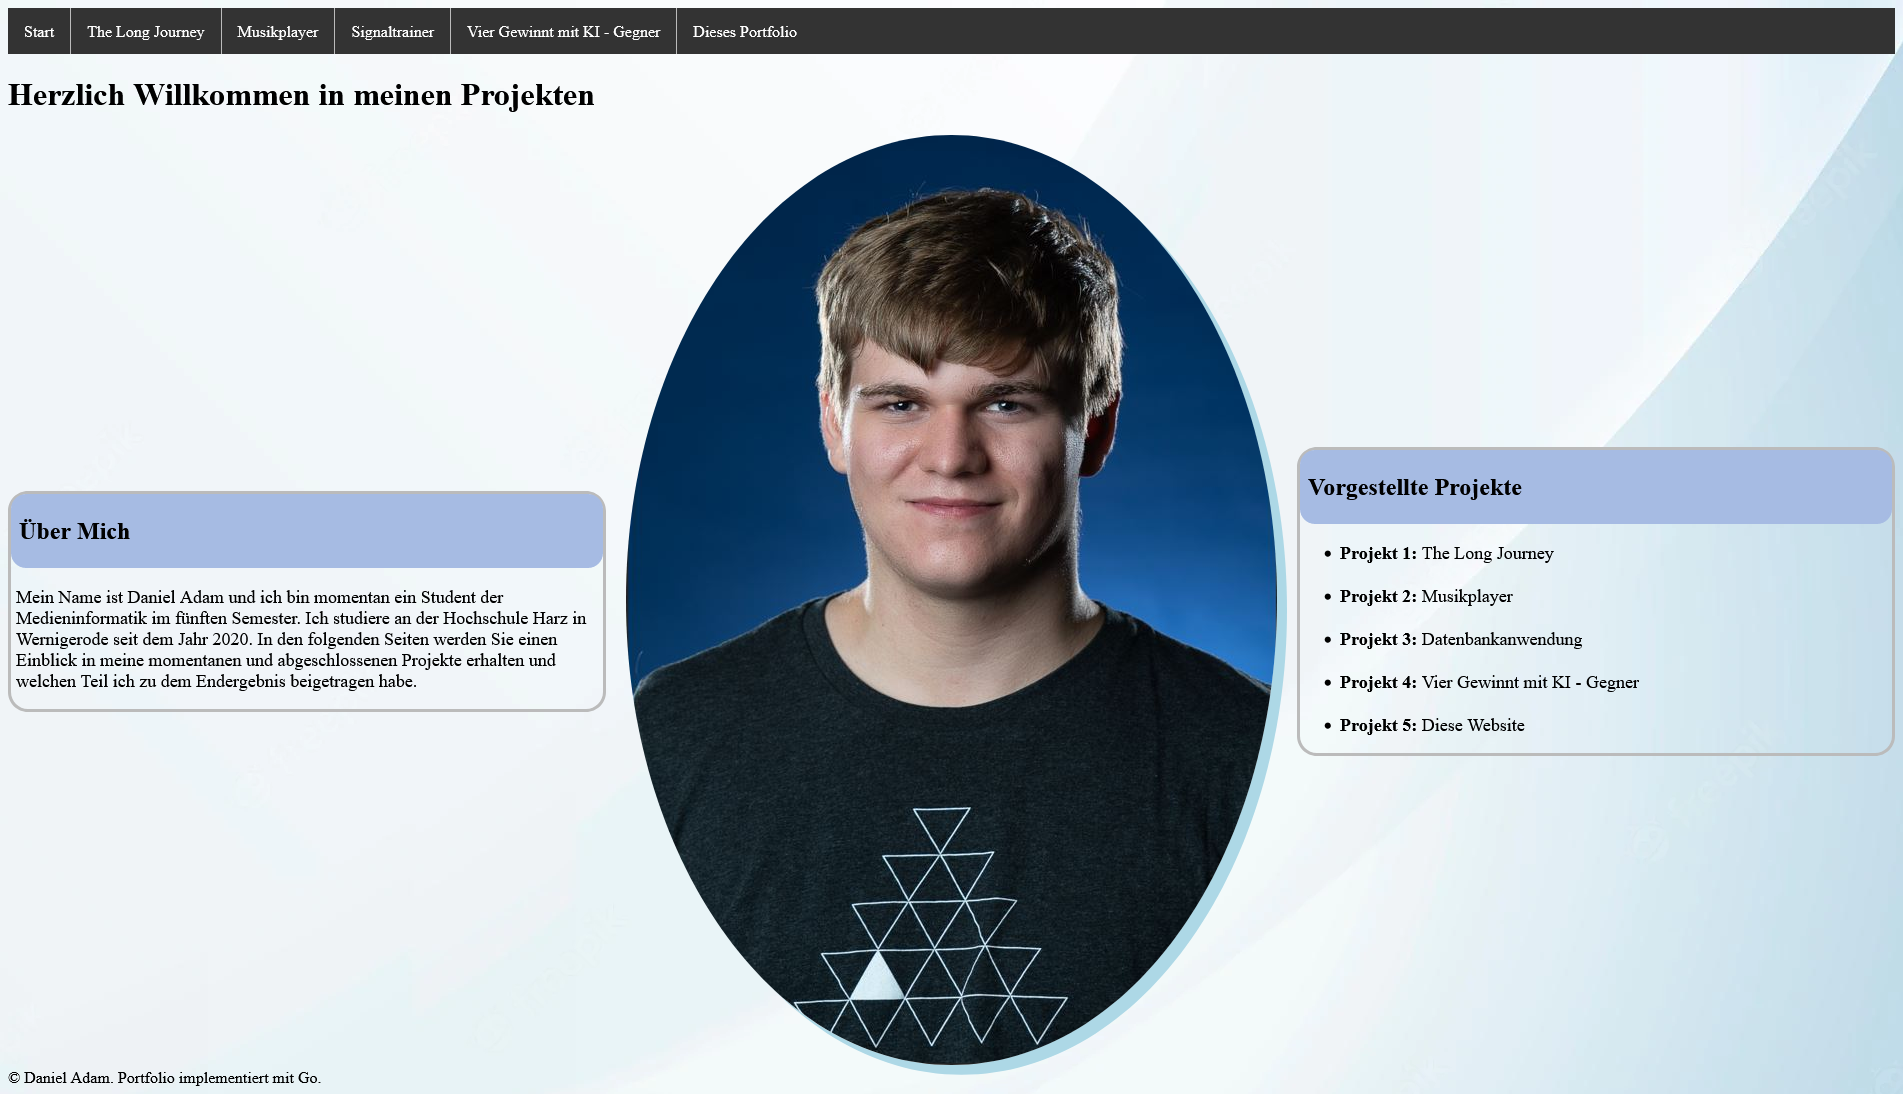 Start The Long Journey Musikplayer Signaltrainer Vier Gewinnt mit KI - Gegner Dieses Portfolio
Herzlich Willkommen in meinen Projekten
Über Mich
Mein Name ist Daniel Adam und ich bin momentan ein Student der
Medieninformatik im fünften Semester. Ich studiere an der Hochschule Harz in
Wernigerode seit dem Jahr 2020. In den folgenden Seiten werden Sie einen
Einblick in meine momentanen und abgeschlossenen Projekte erhalten und
welchen Teil ich zu dem Endergebnis beigetragen habe.
Vorgestellte Projekte
• Projekt 1: The Long Journey
• Projekt 2: Musikplayer
• Projekt 3: Datenbankanwendung
• Projekt 4: Vier Gewinnt mit KI - Gegner
• Projekt 5: Diese Website
© Daniel Adam. Portfolio implementiert mit Go.